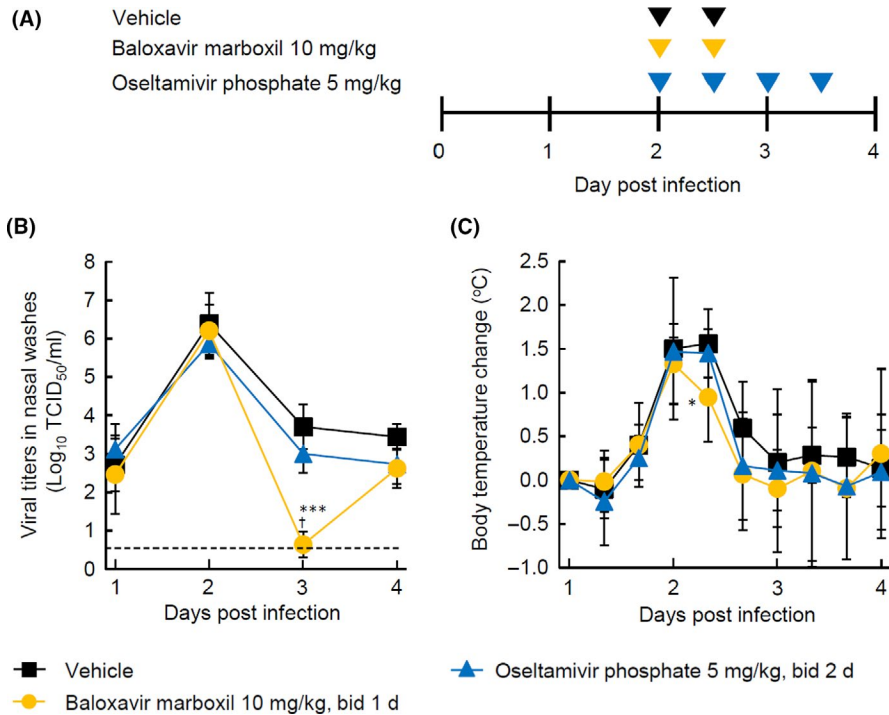 (A)
Vehicle
Baloxavir marboxil 10 mg/kg
Oseltamivir phosphate 5 mg/kg
0 1 2 3 4
Day post infection
(B)
Viral titers in nasal washes
(Log10 TCID50/ml)
8
7
6
5
4
3
2
1
0
***
†
1 2 3 4
Days post infection
(C)
Body temperature change (°C)
2.5
2.0
1.5
1.0
0.5
0.0
−0.5
−1.0
*
1 2 3 4
Days post infection
Vehicle
Baloxavir marboxil 10 mg/kg, bid 1 d
Oseltamivir phosphate 5 mg/kg, bid 2 d